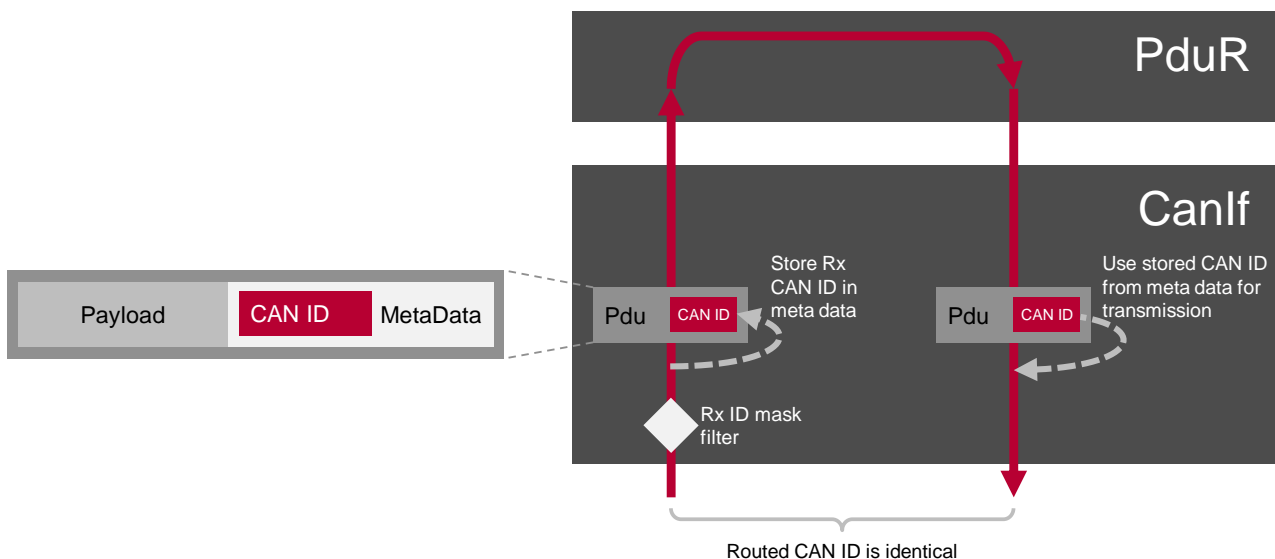 PduR
CanIf
Store Rx
CAN ID in
meta data
Use stored CAN ID
from meta data for
transmission
Payload
CAN ID
MetaData
Pdu
CAN ID
Pdu
CAN ID
Rx ID mask
filter
Routed CAN ID is identical